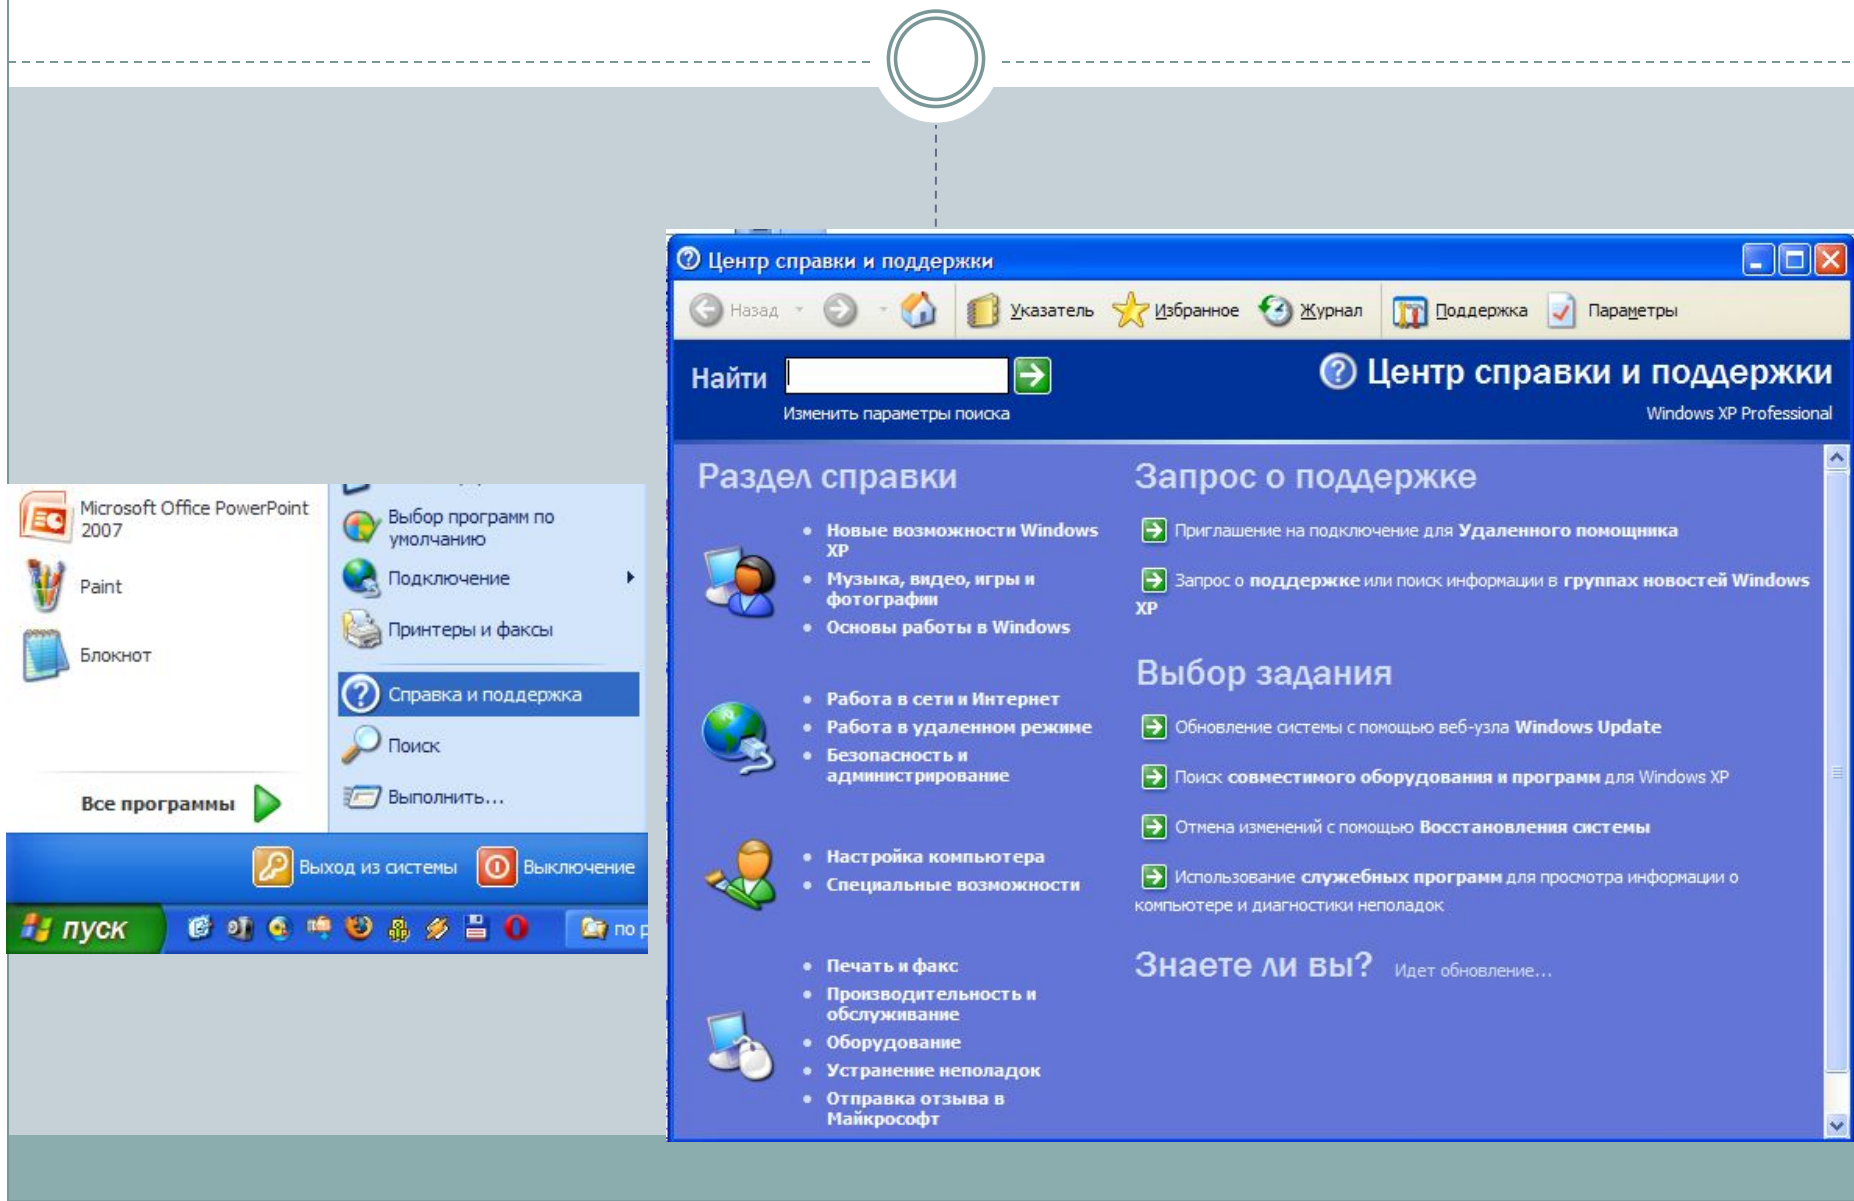 Microsoft Office PowerPoint
2007
Paint
Блокнот
Все программы
Выбор программ по
умолчанию
Подключение
Принтеры и факсы
Справка и поддержка
Поиск
Выполнить...
Выход из системы
Выключение
пуск
по р
Центр справки и поддержки
Назад
Указатель
Избранное
Журнал
Поддержка
Параметры
Найти
Изменить параметры поиска
Центр справки и поддержки
Windows XP Professional
Раздел справки
Новые возможности Windows
XP
Музыка, видео, игры и
фотографии
Основы работы в Windows
Работа в сети и Интернет
Работа в удаленном режиме
Безопасность и
администрирование
Настройка компьютера
Специальные возможности
Печать и факс
Производительность и
обслуживание
Оборудование
Устранение неполадок
Отправка отзыва в
Майкрософт
Запрос о поддержке
Приглашение на подключение для Удаленного помощника
Запрос о поддержке или поиск информации в группах новостей Windows
XP
Выбор задания
Обновление системы с помощью веб-узла Windows Update
Поиск совместимого оборудования и программ для Windows XP
Отмена изменений с помощью Восстановления системы
Использование служебных программ для просмотра информации о
компьютере и диагностики неполадок
Знаете ли вы? Идет обновление...